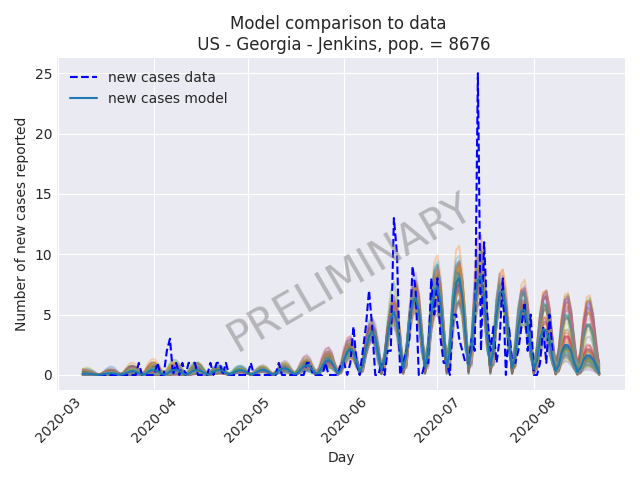 Model comparison to data
US - Georgia - Jenkins, pop. = 8676
new cases data
new cases model
Number of new cases reported
25
20
15
10
5
0
PRELIMINARY
2020-03
2020-04
2020-05
2020-06
2020-07
2020-08
Day